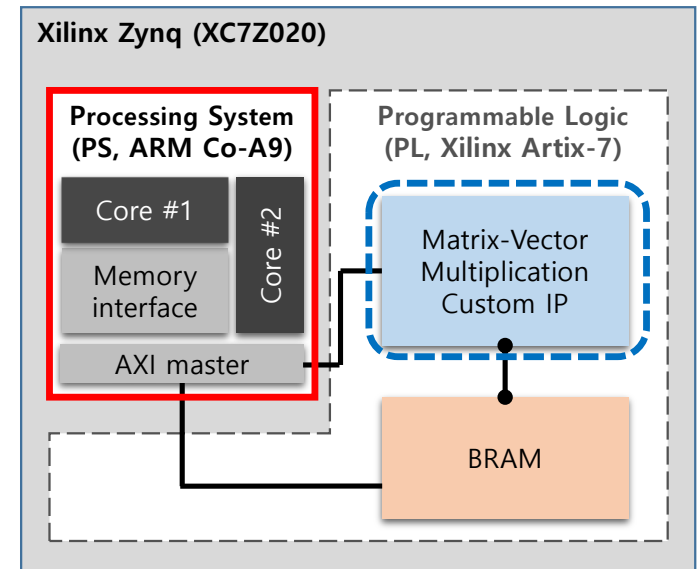 Xilinx Zynq (XC7Z020)
Processing System
(PS, ARM Co-A9)
Core #1
Core #2
Memory
interface
AXI master
Programmable Logic
(PL, Xilinx Artix-7)
Matrix-Vector
Multiplication
Custom IP
BRAM